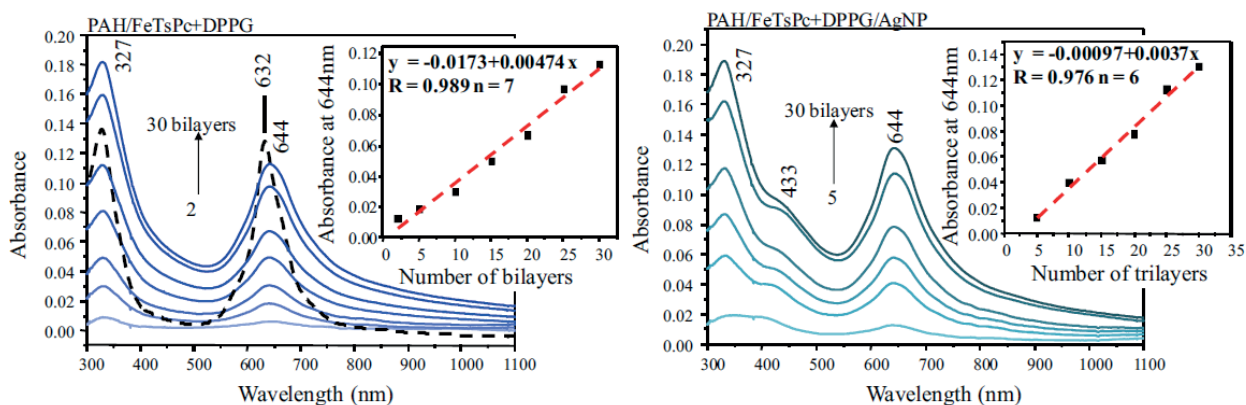 PAH/FeTsPc+DPPG
0.20
0.18
0.16
0.14
0.12
0.10
0.08
0.06
0.04
0.02
0.00
Absorbance
327
632
644
30 bilayers
2
300 400 500 600 700 800 900 1000 1100
Wavelength (nm)
0.12
0.10
0.08
0.06
0.04
0.02
0.00
Absorbance at 644nm
y = -0.0173+0.00474 x
R = 0.989 n = 7
0 5 10 15 20 25 30
Number of bilayers
PAH/FeTsPc+DPPG/AgNP
0.20
0.18
0.16
0.14
0.12
0.10
0.08
0.06
0.04
0.02
0.00
Absorbance
327
433
644
30 bilayers
5
300 400 500 600 700 800 900 1000 1100
Wavelength (nm)
0.14
0.12
0.10
0.08
0.06
0.04
0.02
0.00
Absorbance at 644nm
y = -0.00097+0.0037x
R = 0.976 n = 6
0 5 10 15 20 25 30 35
Number of trilayers